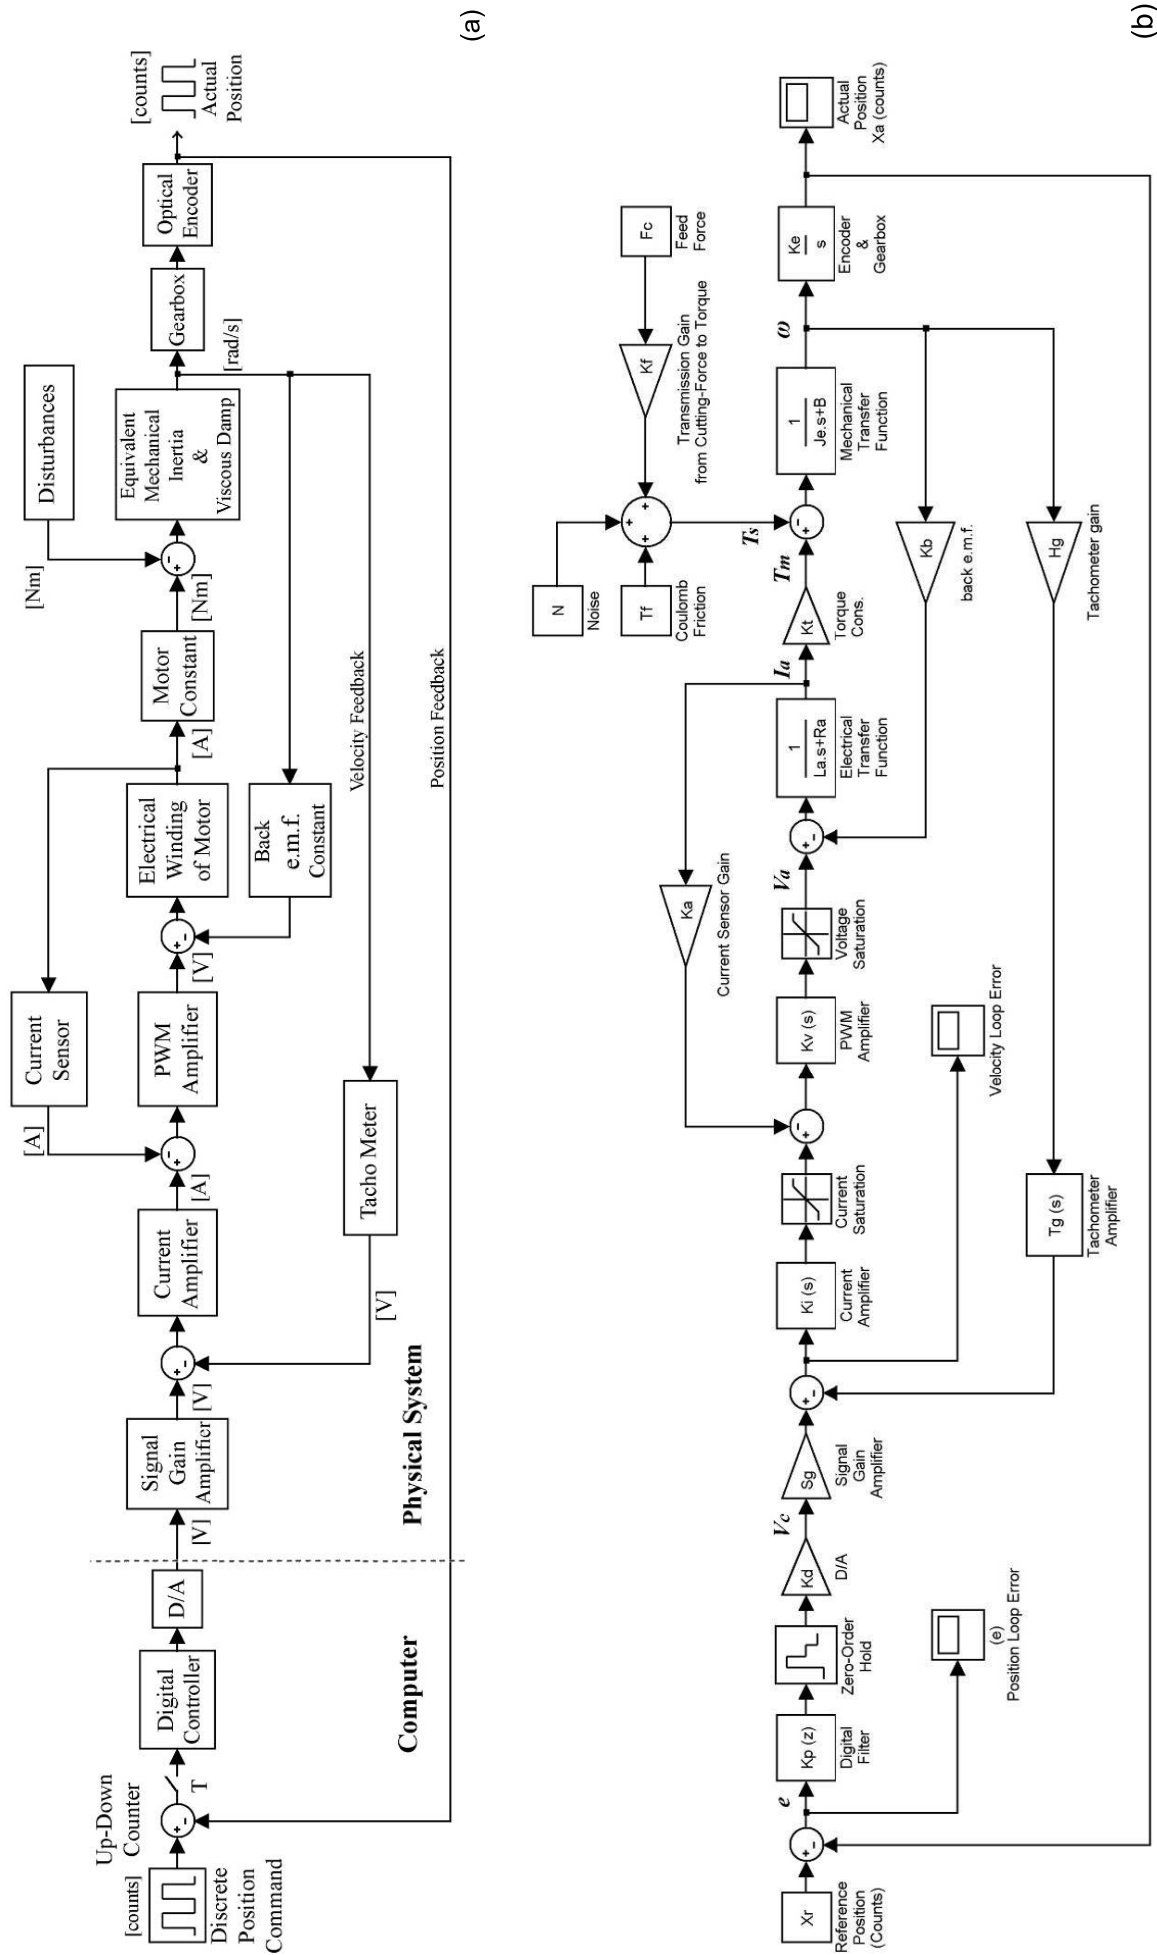 [counts]
Discrete
Position
Command
Up-Down
Counter
+
-
T
Digital
Controller
D/A
Computer
[V]
Physical System
Signal
Gain
Amplifier
[V]
+
-
Current
Amplifier
[A]
+
-
[A]
Current
Sensor
PWM
Amplifier
[V]
+
-
Electrical
Winding
of Motor
[A]
Back
e.m.f.
Constant
Tacho Meter
[V]
Velocity Feedback
Position Feedback
Motor
Constant
[Nm]
+
-
[Nm]
Disturbances
Equivalent
Mechanical
Inertia
&
Viscous Damp
[rad/s]
Gearbox
Optical
Encoder
[counts]
Actual
Position
(a)
Xr
Reference
Position
(Counts)
+
-
e
Kp (z)
Digital
Filter
(e)
Position Loop Error
Zero-Order
Hold
Kd
D/A
Vc
Sg
Signal
Gain
Amplifier
+
-
Ki (s)
Current
Amplifier
Velocity Loop Error
Current
Saturation
+
-
Kv (s)
PWM
Amplifier
Voltage
Saturation
Va
+
-
Ka
Current Sensor Gain
1
La.s+Ra
Electrical
Transfer
Function
Ia
Kt
Torque
Cons.
Tm
+
-
Ts
N
Noise
Tf
Coulomb
Friction
+
+
+
Kf
Transmission Gain
from Cutting-Force to Torque
Fc
Feed
Force
1
Je.s+B
Mechanical
Transfer
Function
ω
Kb
back e.m.f.
Hg
Tachometer gain
Tg (s)
Tachometer
Amplifier
Ke
s
Encoder
&
Gearbox
Actual
Position
Xa (counts)
(b)